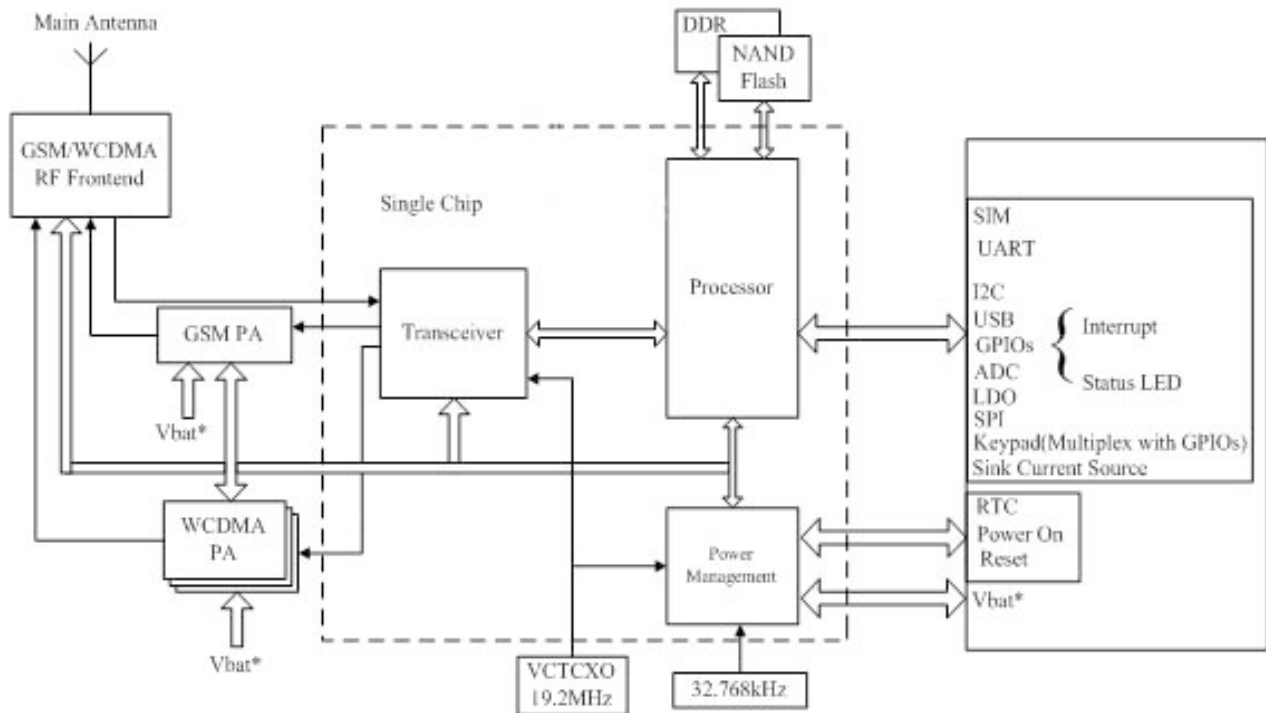 Main Antenna
DDR
NAND
Flash
GSM/WCDMA
RF Frontend
Single Chip
Transceiver
Processor
GSM PA
Vbat*
WCDMA
PA
Vbat*
Power
Management
VCTCXO
19.2MHz
32.768kHz
SIM
UART
I2C
USB
GPIOs
Interrupt
Status LED
ADC
LDO
SPI
Keypad(Multiplex with GPIOs)
Sink Current Source
RTC
Power On
Reset
Vbat*